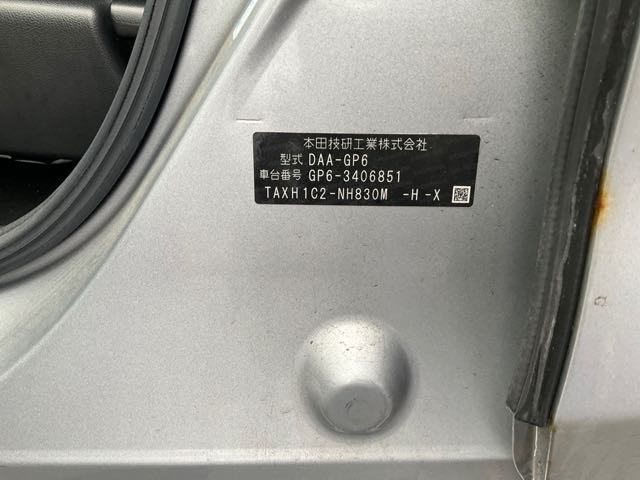 本田技研工業株式会社
型式 DAA-GP6
車台番号 GP6-3406851
TAXH1C2-NH830M -H -X